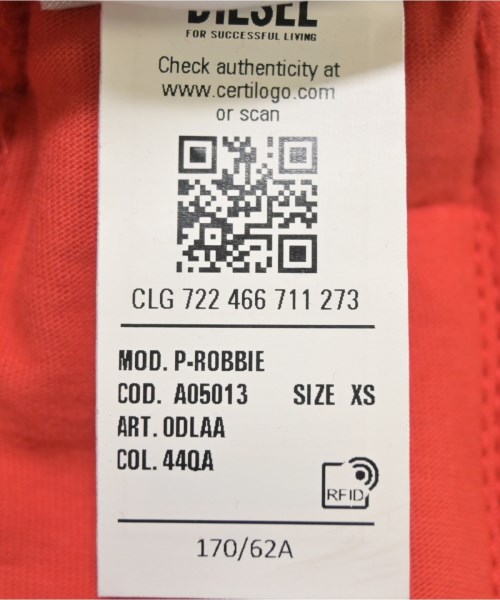 DIESEL
FOR SUCCESSFUL LIVING
Check authenticity at
www.certilogo.com
or scan
CLG 722 466 711 273
MOD. P-ROBBIE
COD. A05013 SIZE XS
ART. 0DLAA
COL. 44QA
RFID
170/62A